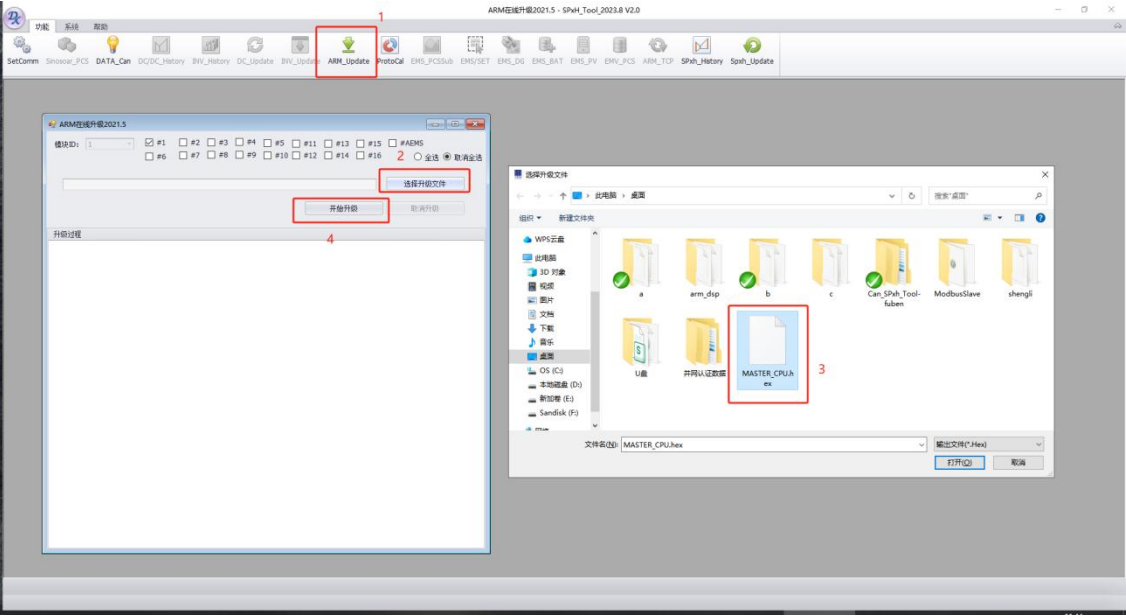 ARM在线升级2021.5 - SPxH_Tool_2023.8 V2.0
1
功能 系统 帮助
SetComm Sinosoar_PCS DATA_Can DC/DC_History INV_History DC_Update INV_Update ARM_Update ProtoCal EMS_PCSSub EMS/SET EMS_DG EMS_BAT EMS_PV EMV_PCS ARM_TCP SPxh_History Spxh_Update
ARM在线升级2021.5
模块ID: 1 #1 #2 #3 #4 #5 #11 #13 #15 #AEMS
#6 #7 #8 #9 #10 #12 #14 #16 2 全选 取消全选
选择升级文件
开始升级 取消升级
4
升级过程
选择升级文件
此电脑 › 桌面
搜索"桌面"
组织 新建文件夹
WPS云盘
此电脑
3D 对象
视频
图片
文档
下载
音乐
桌面
OS (C:)
本地磁盘 (D:)
新加卷 (E:)
Sandisk (F:)
a arm_dsp b c Can_SPxh_Tool-fuben ModbusSlave shengli
U盘 并网认证数据 MASTER_CPU.hex
3
文件名(N): MASTER_CPU.hex 输出文件(*.Hex)
打开(O) 取消